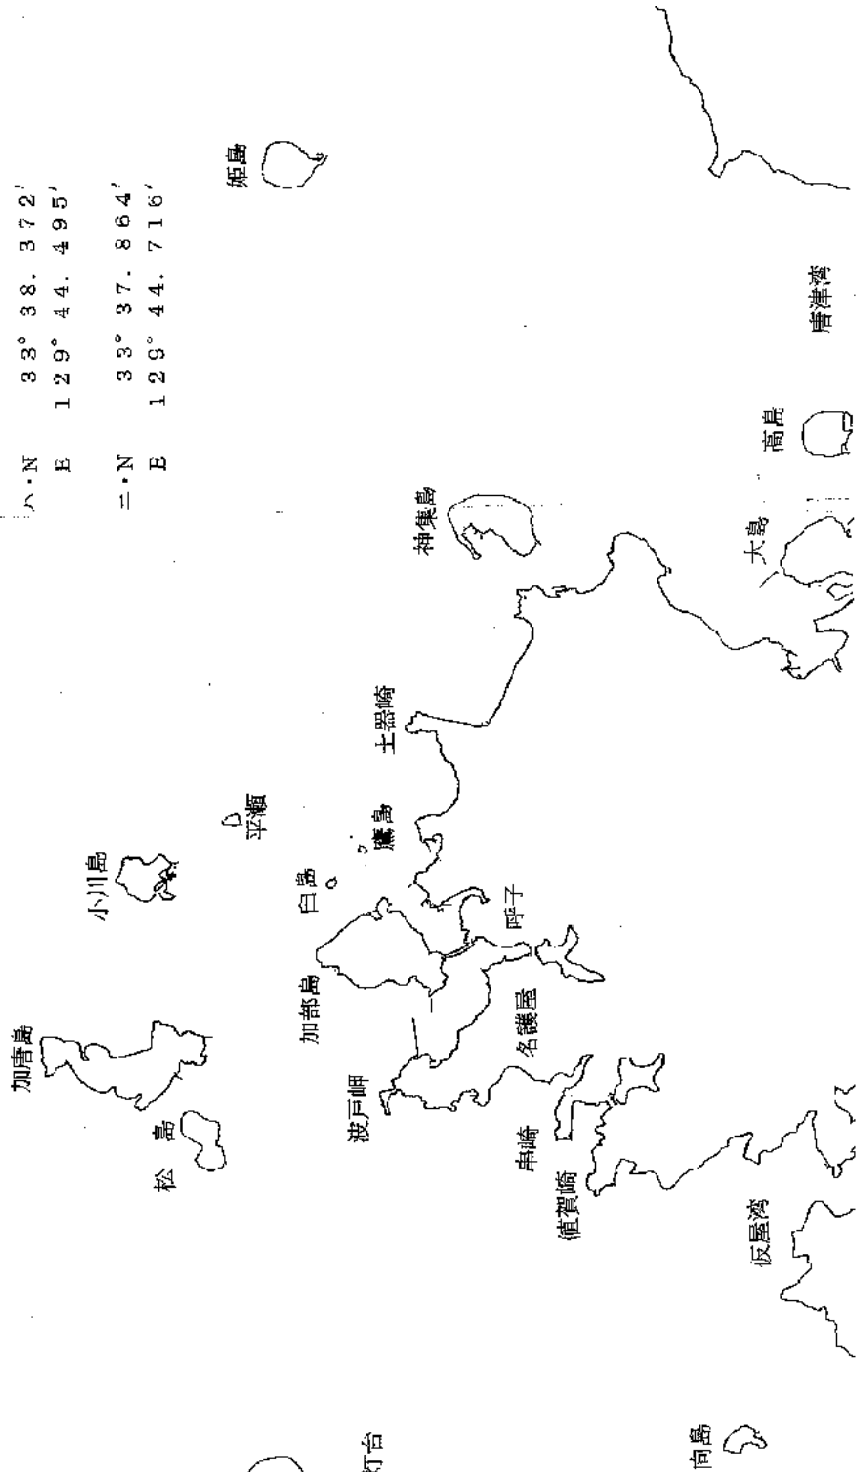 ハ・N 33°38.372′
E 129°44.495′
ニ・N 33°37.864′
E 129°44.716′
姫島
加唐島
小川島
松島
平瀬
加部島
臼島
灯台
波戸岬
鷹島
土器崎
神集島
名護屋
呼子
串崎
値賀崎
向島
仮屋湾
大島
高島
唐津湾